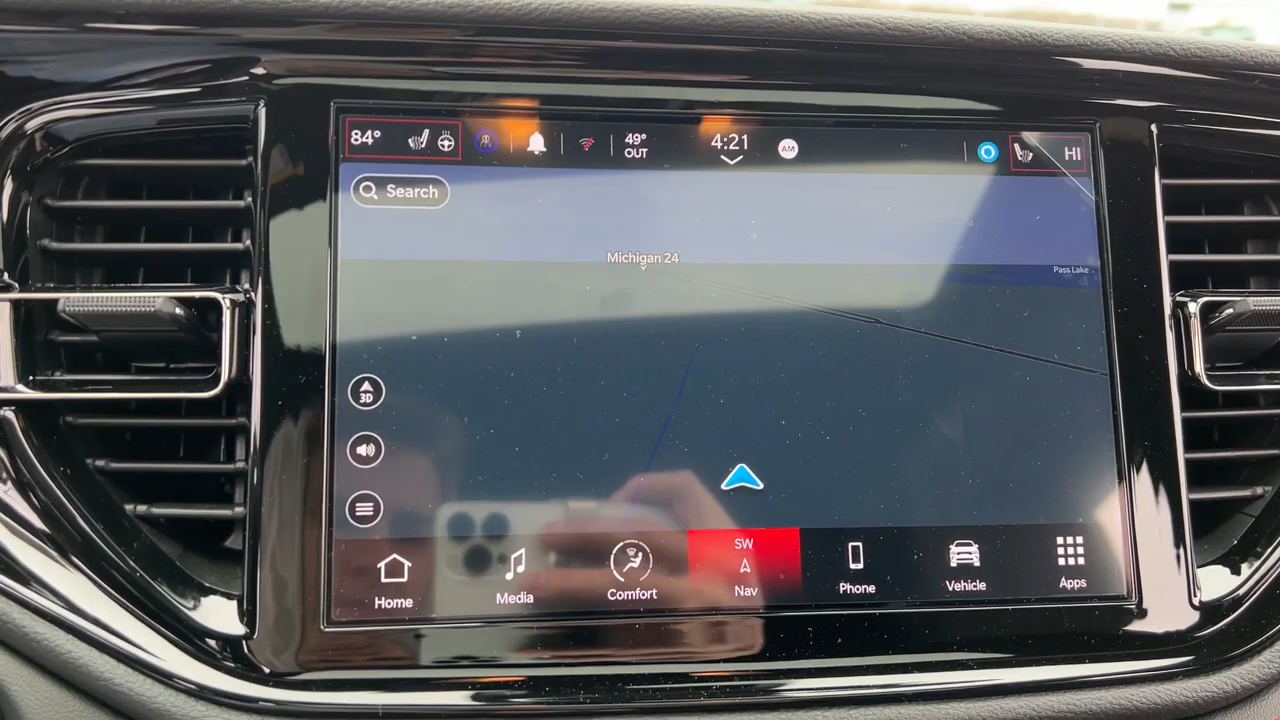 84°
49°
OUT
4:21
AM
HI
Search
Michigan 24
Pass Lake
3D
SW
Home
Media
Comfort
Nav
Phone
Vehicle
Apps